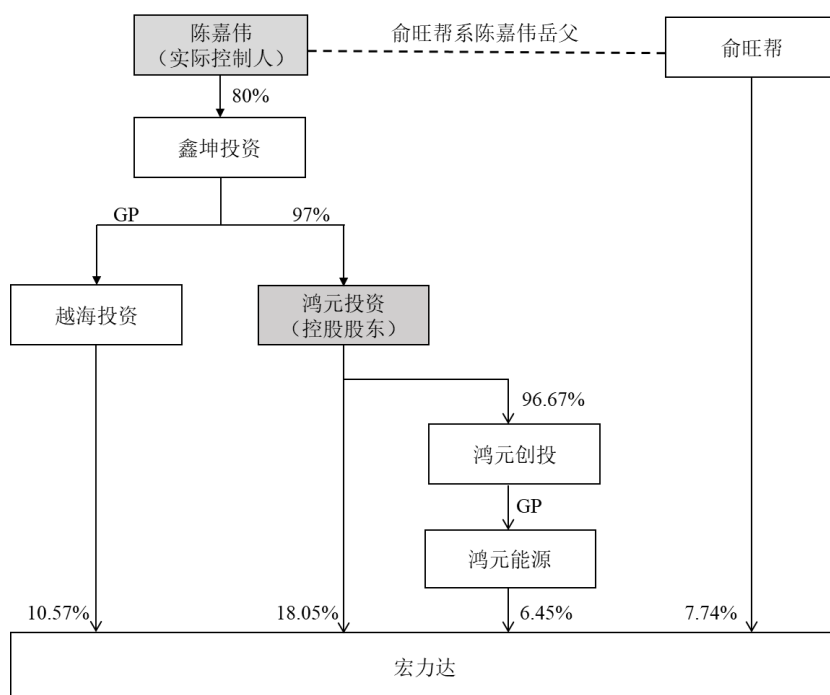 陈嘉伟
（实际控制人）
俞旺帮系陈嘉伟岳父
俞旺帮
80%
鑫坤投资
GP
97%
越海投资
鸿元投资
（控股股东）
96.67%
鸿元创投
GP
鸿元能源
10.57%
18.05%
6.45%
7.74%
宏力达